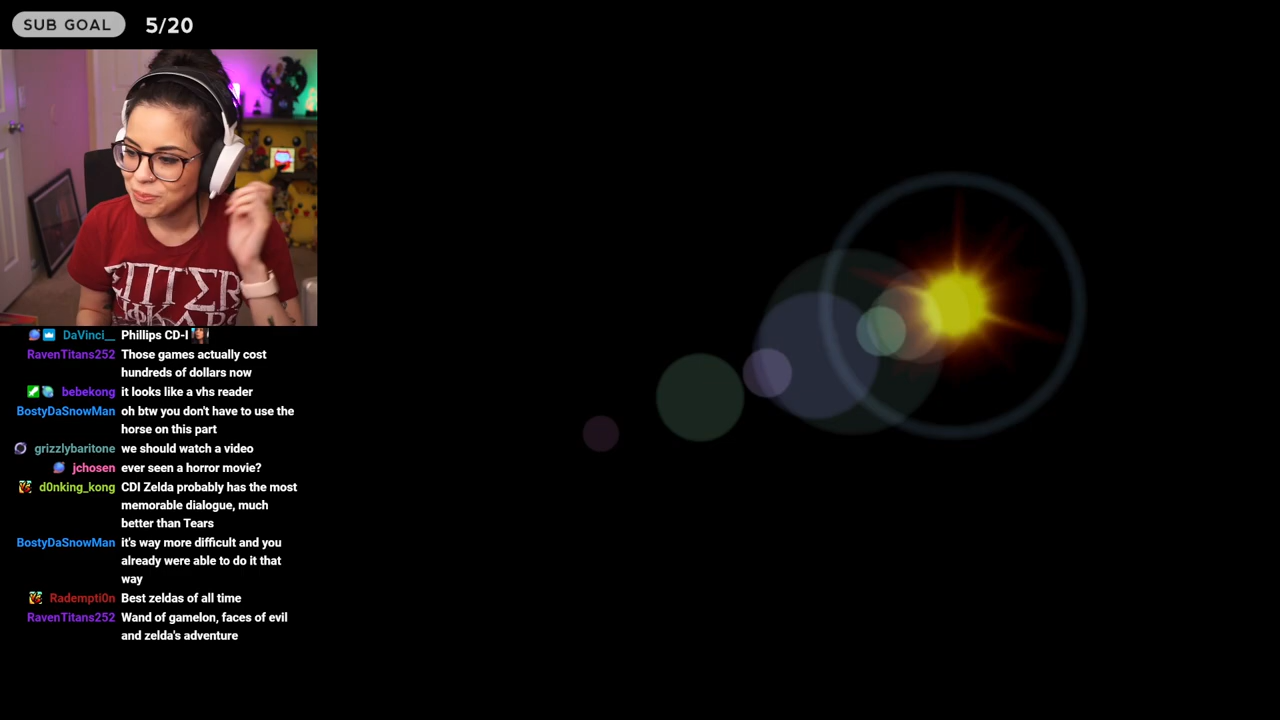 SUB GOAL 5/20
DaVinci__ Phillips CD-I
RavenTitans252 Those games actually cost
hundreds of dollars now
bebekong it looks like a vhs reader
BostyDaSnowMan oh btw you don't have to use the
horse on this part
grizzlybaritone we should watch a video
jchosen ever seen a horror movie?
d0nking_kong CDI Zelda probably has the most
memorable dialogue, much
better than Tears
BostyDaSnowMan it's way more difficult and you
already were able to do it that
way
Radempti0n Best zeldas of all time
RavenTitans252 Wand of gamelon, faces of evil
and zelda's adventure